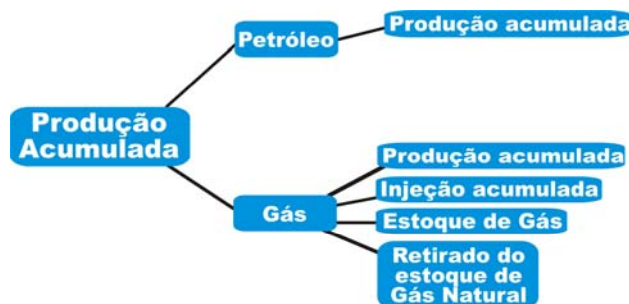 Petróleo
Produção acumulada
Produção
Acumulada
Produção acumulada
Injeção acumulada
Gás
Estoque de Gás
Retirado do
estoque de
Gás Natural